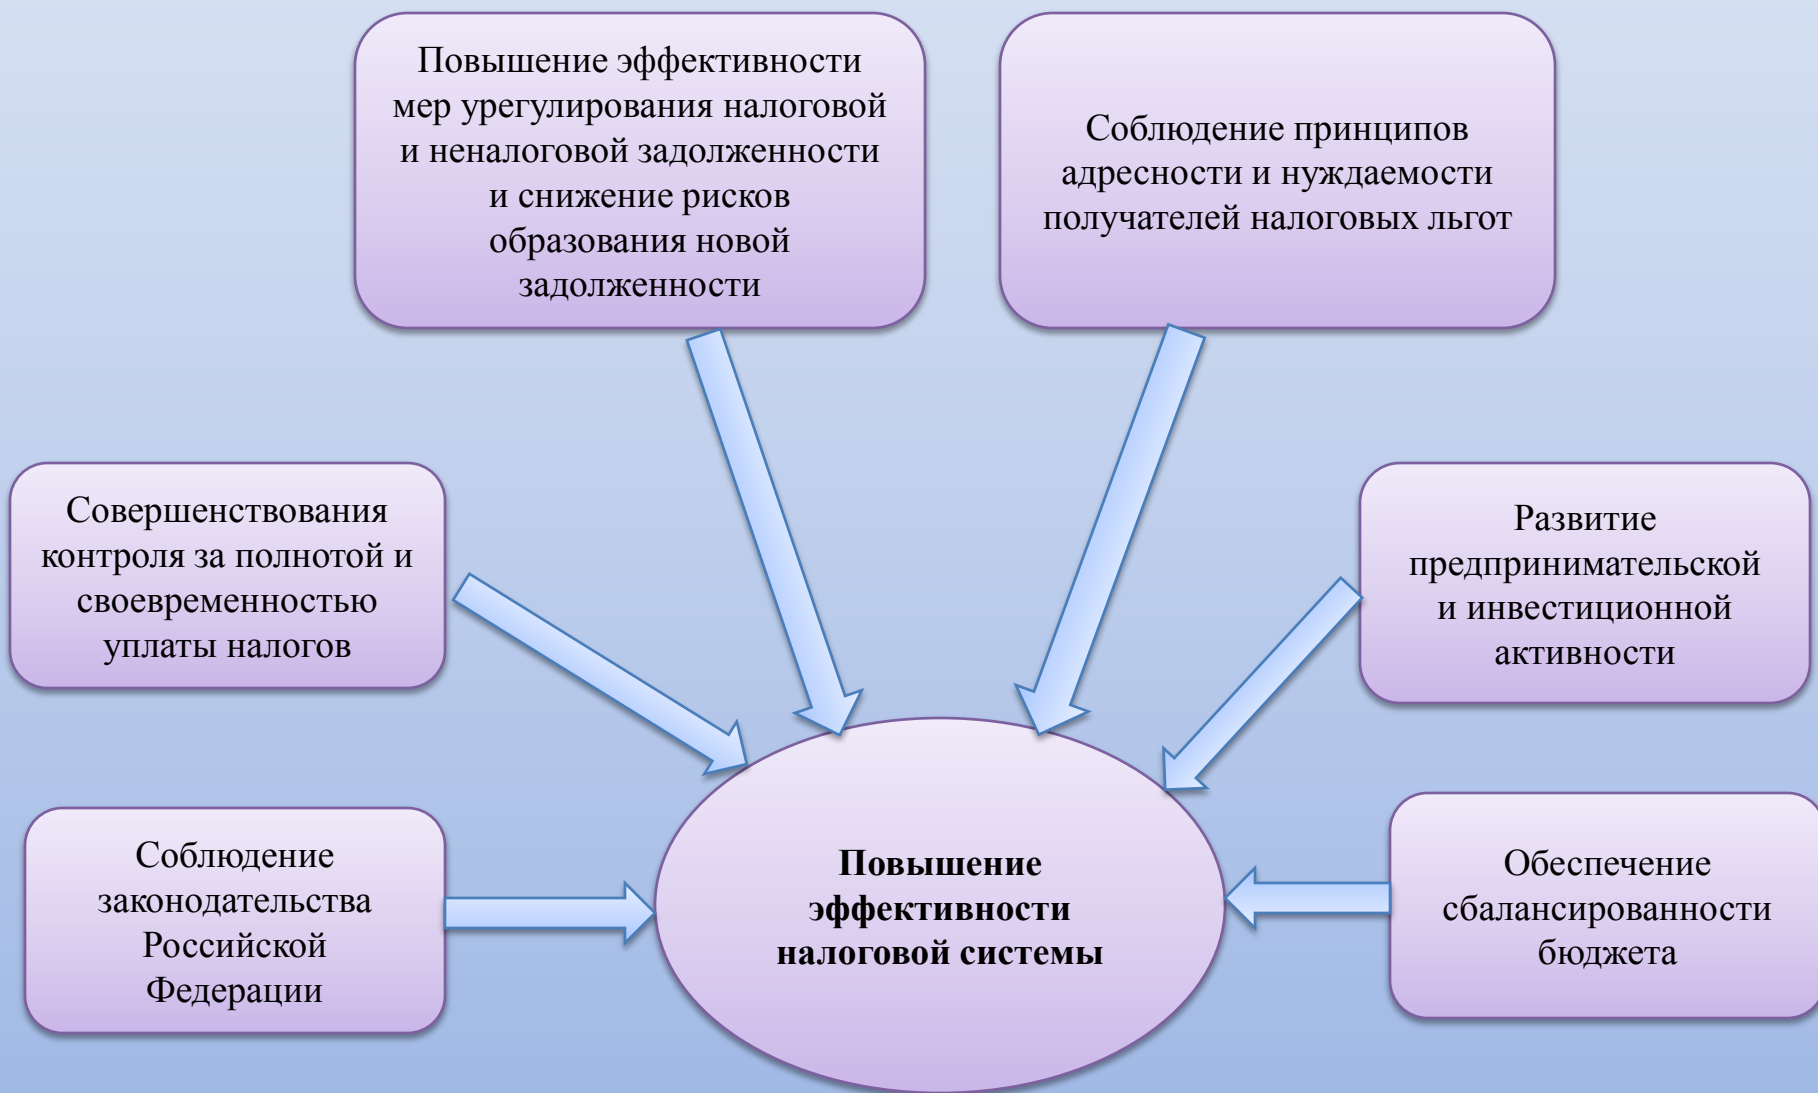 Повышение эффективности
мер урегулирования налоговой
и неналоговой задолженности
и снижение рисков
образования новой
задолженности
Соблюдение принципов
адресности и нуждаемости
получателей налоговых льгот
Совершенствования
контроля за полнотой и
своевременностью
уплаты налогов
Развитие
предпринимательской
и инвестиционной
активности
Соблюдение
законодательства
Российской
Федерации
Повышение
эффективности
налоговой системы
Обеспечение
сбалансированности
бюджета